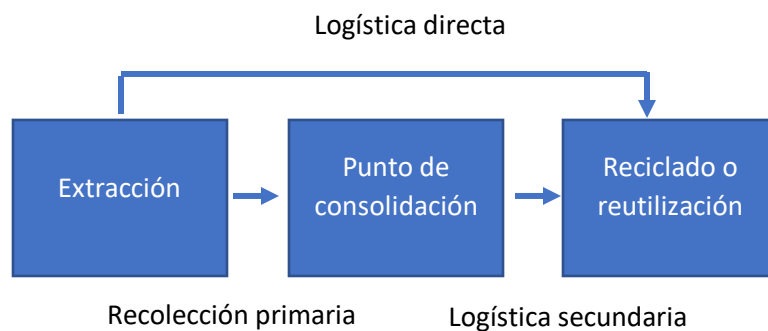 Logística directa
Extracción
Punto de
consolidación
Reciclado o
reutilización
Recolección primaria
Logística secundaria